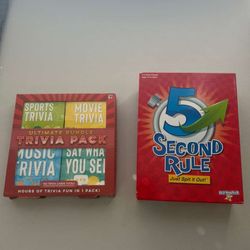 SPORTS
TRIVIA
MOVIE
TRIVIA
ULTIMATE BUNDLE
TRIVIA PACK
MUSIC
TRIVIA
SAY WHA
YOU SEE
HOURS OF TRIVIA FUN IN 1 PACK!
5
SECOND
RULE
Just Spit it Out!